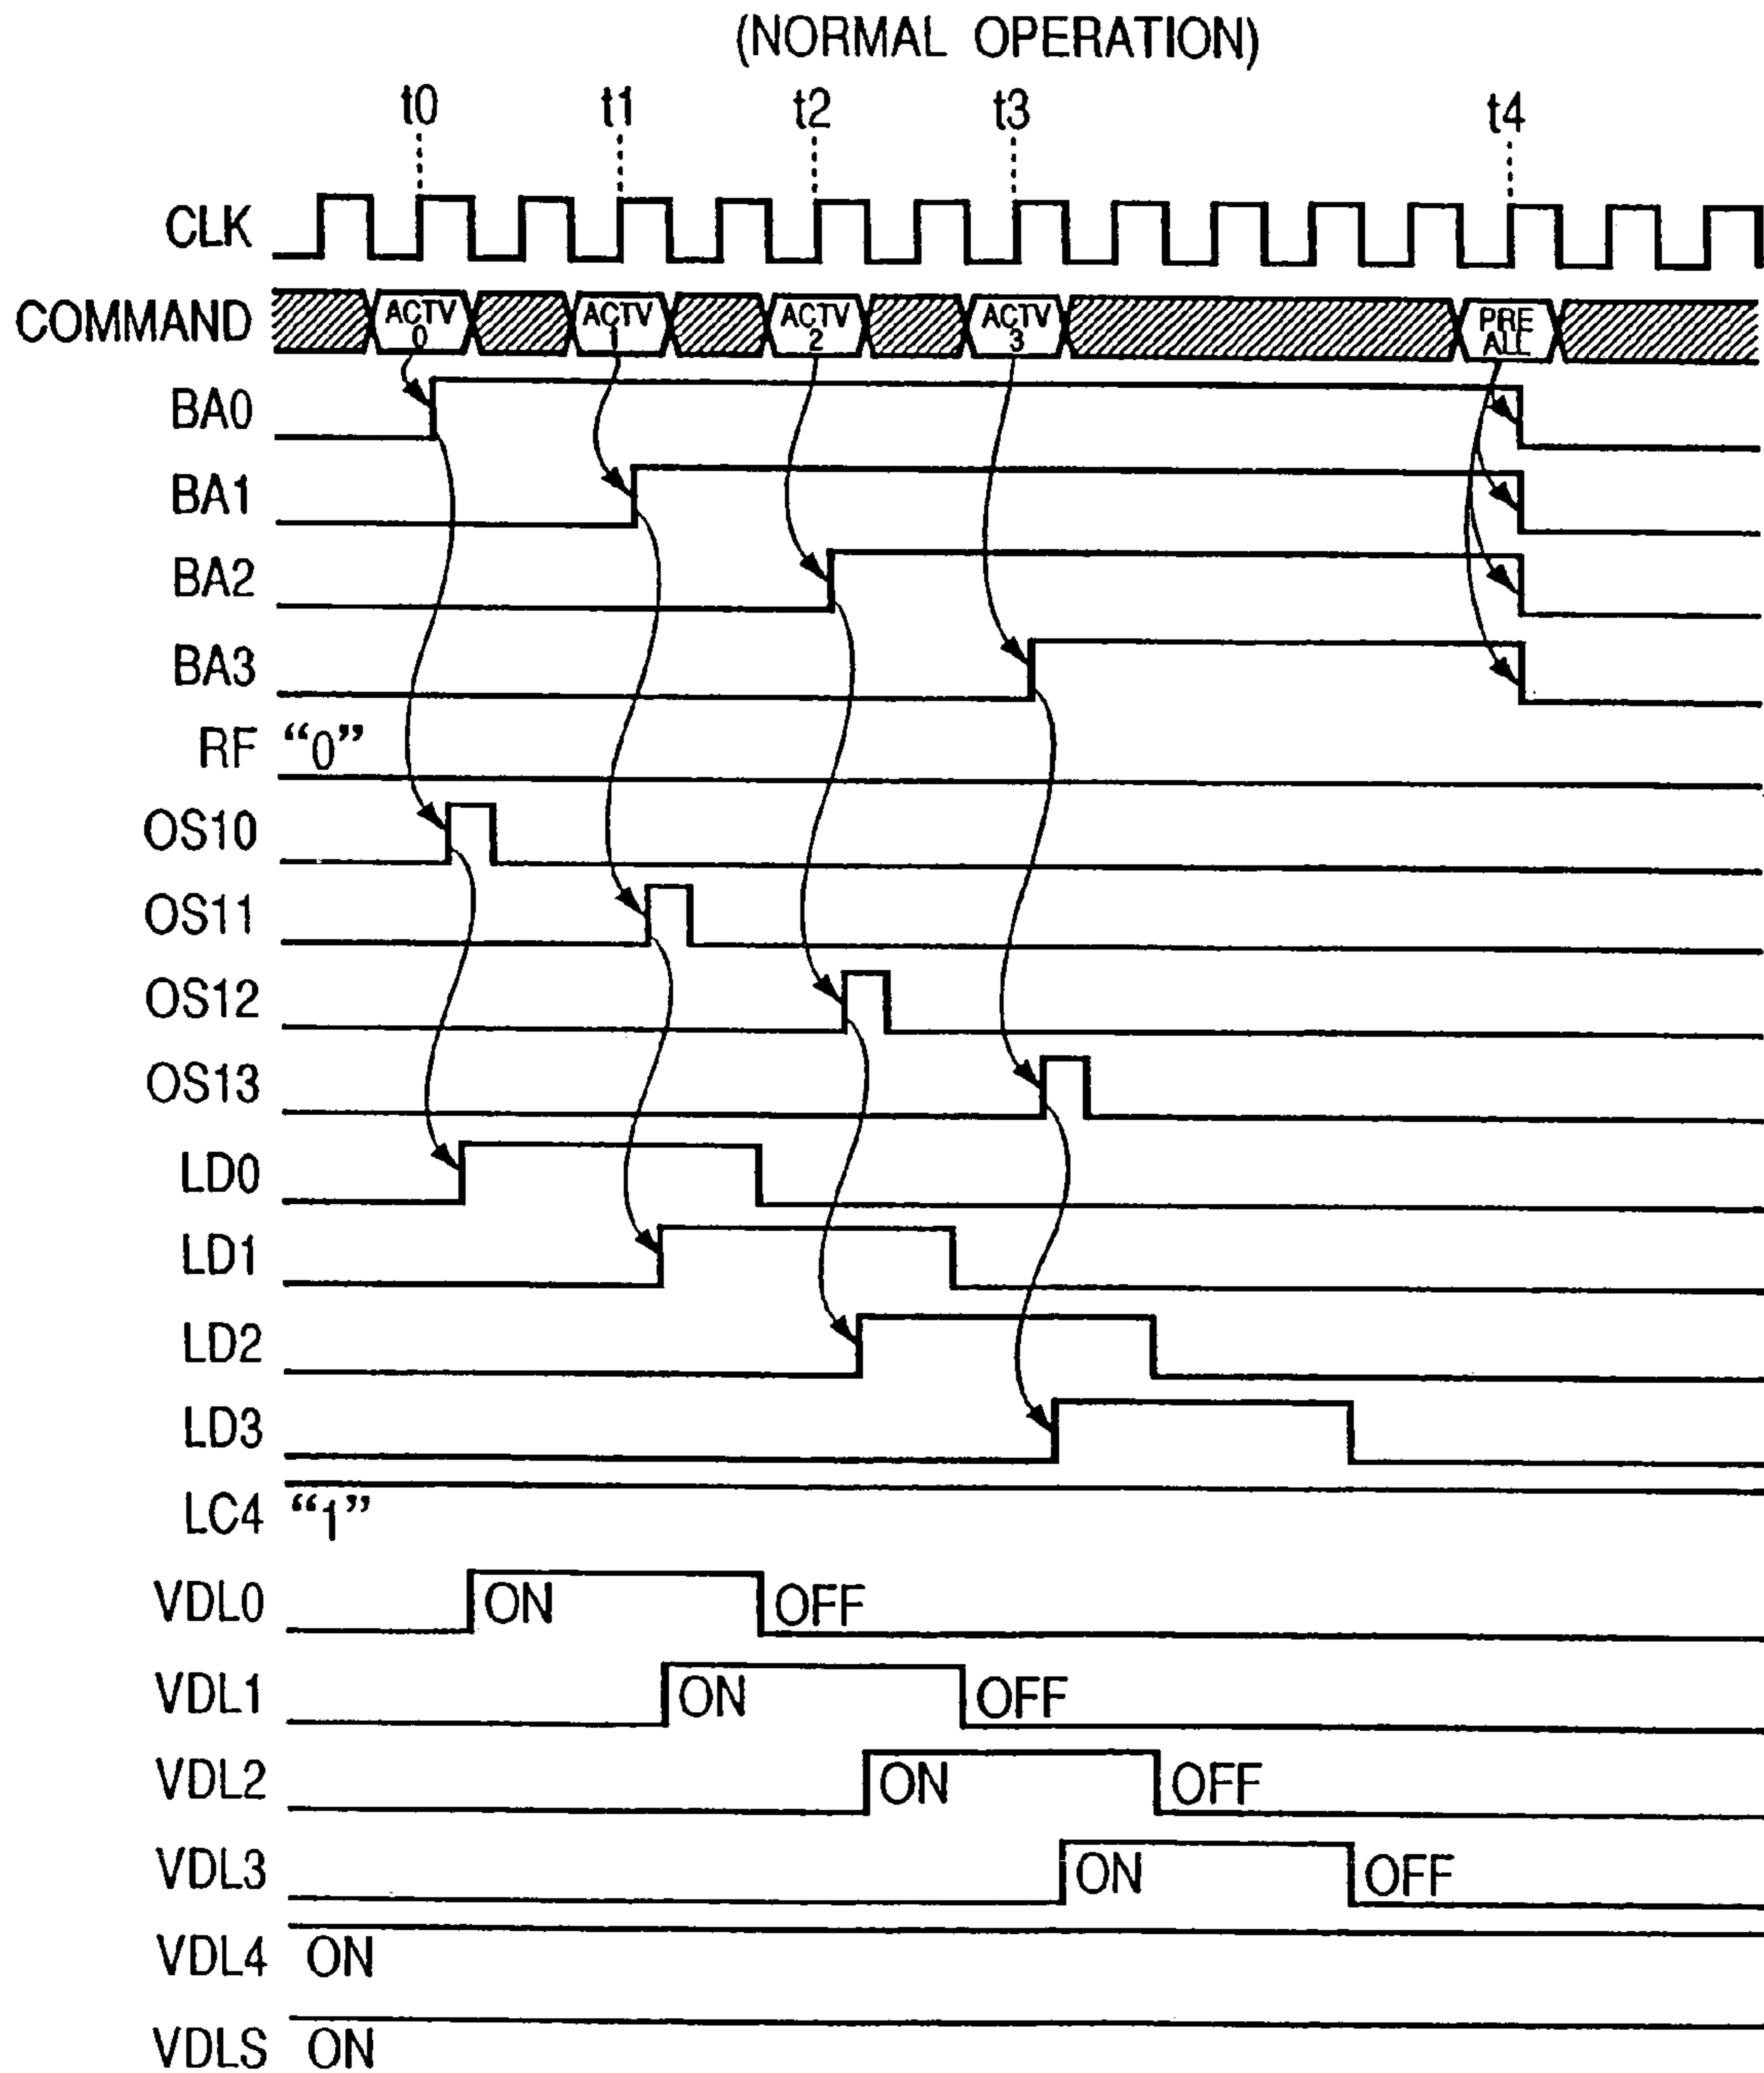 (NORMAL OPERATION)
t0 t1 t2 t3 t4
CLK
COMMAND ACTV 0 ACTV 1 ACTV 2 ACTV 3 PRE ALL
BA0
BA1
BA2
BA3
RF “0”
OS10
OS11
OS12
OS13
LD0
LD1
LD2
LD3
LC4 “1”
VDL0 ON OFF
VDL1 ON OFF
VDL2 ON OFF
VDL3 ON OFF
VDL4 ON
VDLS ON